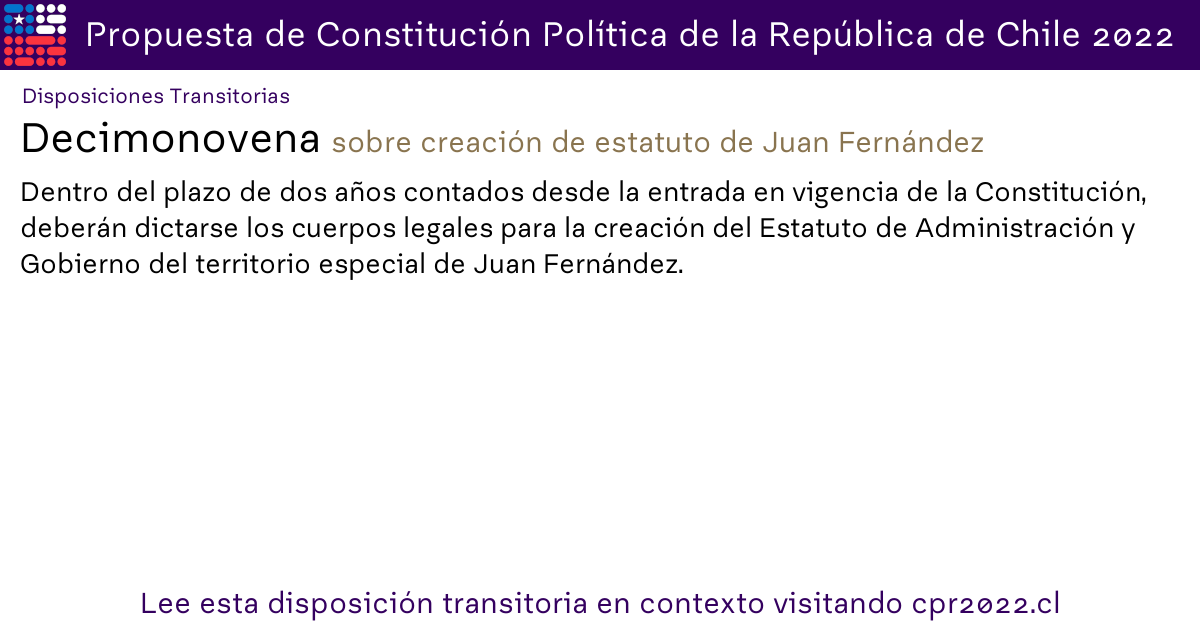 Propuesta de Constitución Política de la República de Chile 2022
Disposiciones Transitorias
Decimonovena sobre creación de estatuto de Juan Fernández
Dentro del plazo de dos años contados desde la entrada en vigencia de la Constitución,
deberán dictarse los cuerpos legales para la creación del Estatuto de Administración y
Gobierno del territorio especial de Juan Fernández.
Lee esta disposición transitoria en contexto visitando cpr2022.cl